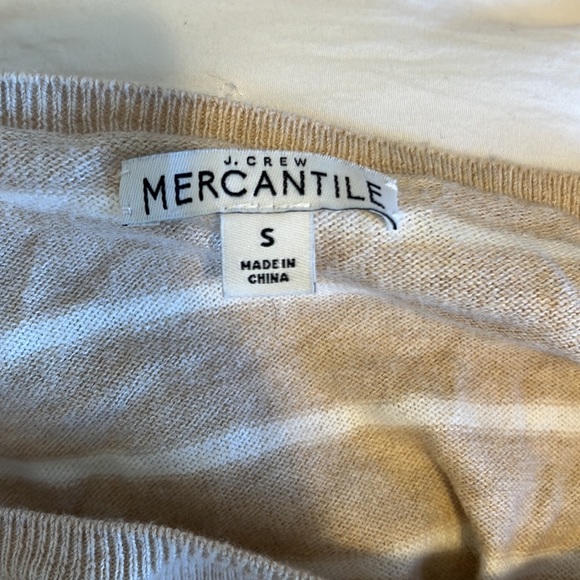 J. CREW
MERCANTILE
S
MADE IN
CHINA